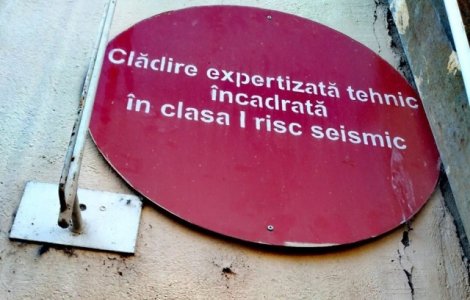 Clădire expertizată tehnic
încadrată
în clasa I risc seismic